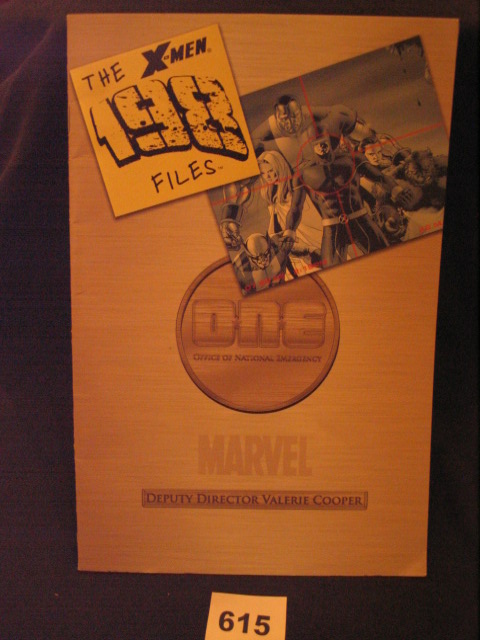 THE X-MEN
198
FILES
ONE
OFFICE OF NATIONAL EMERGENCY
MARVEL
DEPUTY DIRECTOR VALERIE COOPER
615